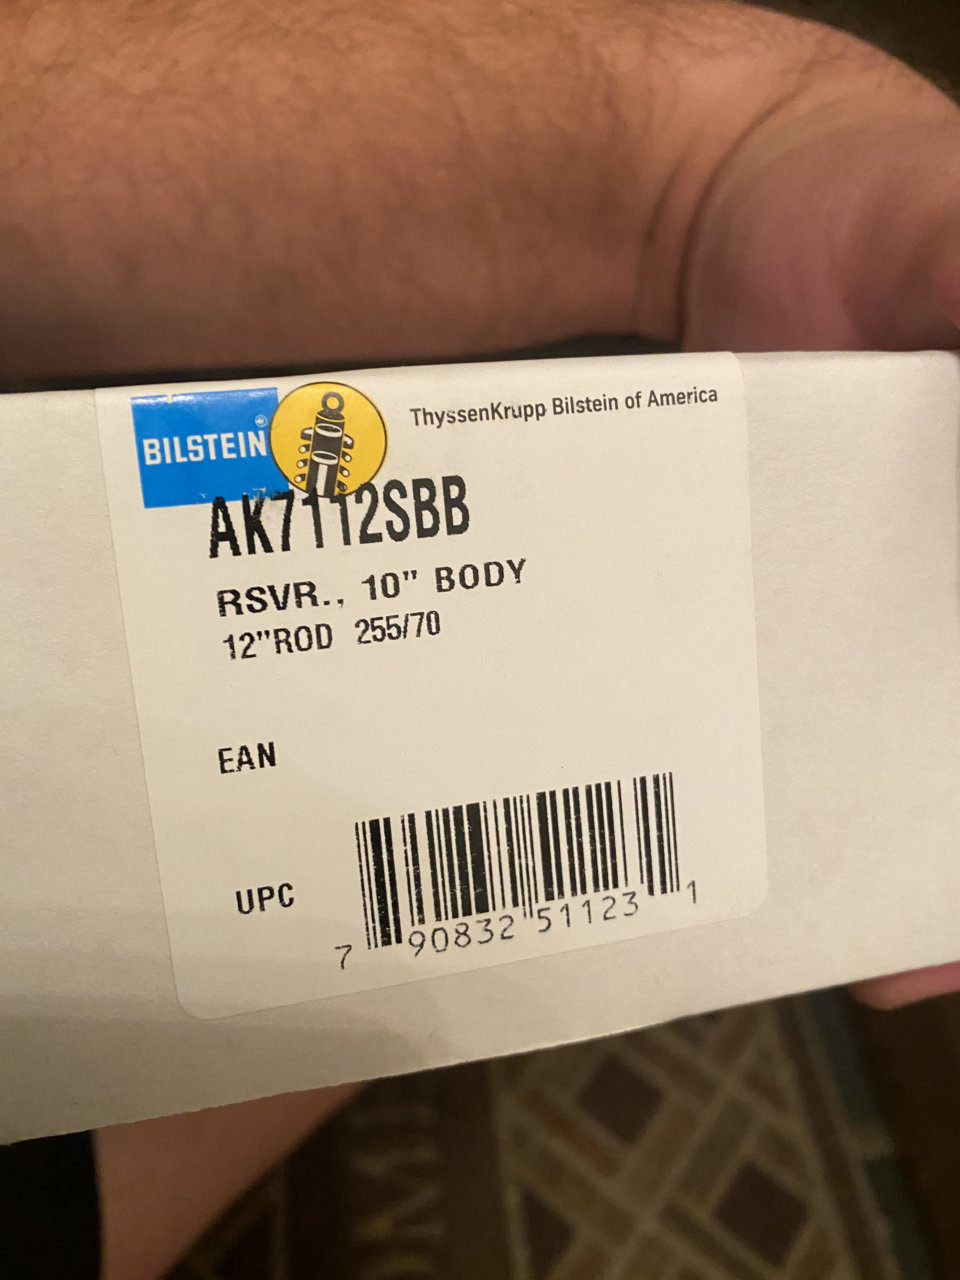 BILSTEIN®
ThyssenKrupp Bilstein of America
AK7112SBB
RSVR., 10" BODY
12"ROD 255/70
EAN
UPC
7 90832 51123 1